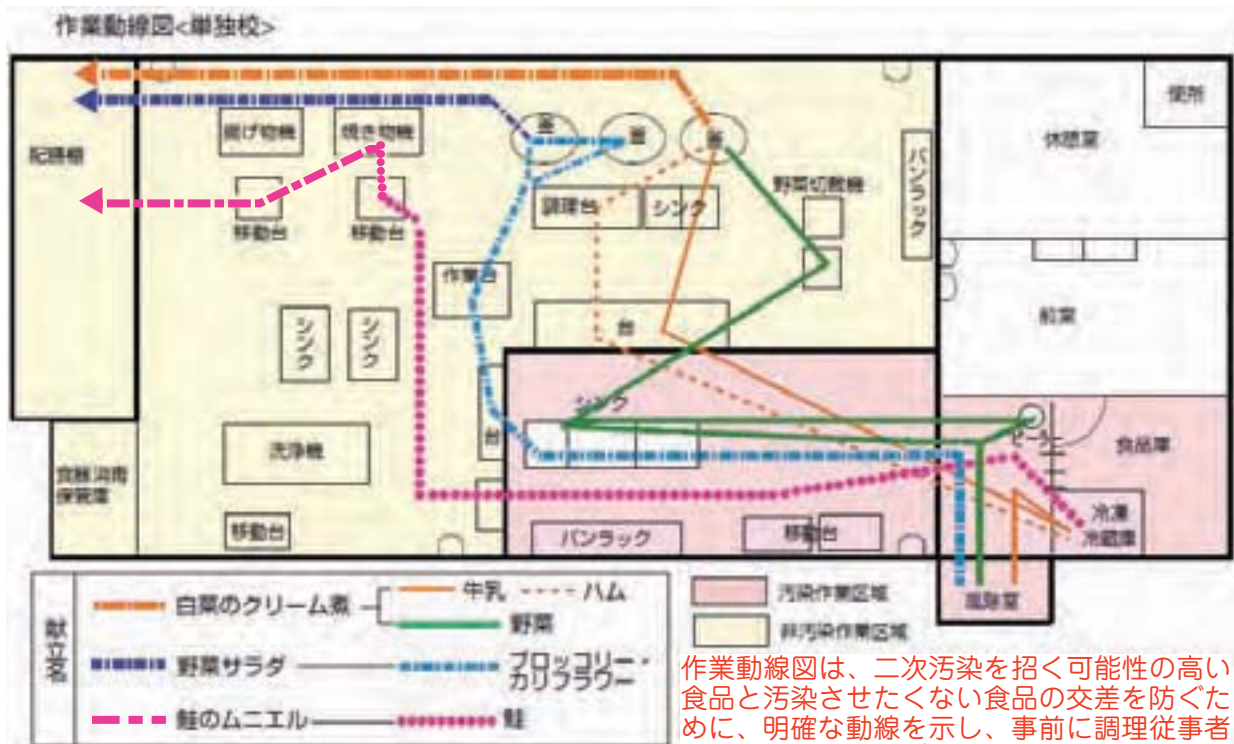 作業動線図<単独校>
配膳棚
揚げ物機
焼き物機
釜
釜
釜
野菜切裁機
パンラック
休憩室
便所
移動台
移動台
調理台
シンク
作業台
台
前室
シンク
シンク
シンク
ピーラー
食品庫
洗浄機
台
食器消毒
保管庫
冷凍
冷蔵庫
移動台
パンラック
移動台
風除室
献立名
白菜のクリーム煮
牛乳
ハム
野菜
野菜サラダ
ブロッコリー・
カリフラワー
鮭のムニエル
鮭
汚染作業区域
非汚染作業区域
作業動線図は、二次汚染を招く可能性の高い
食品と汚染させたくない食品の交差を防ぐた
めに、明確な動線を示し、事前に調理従事者